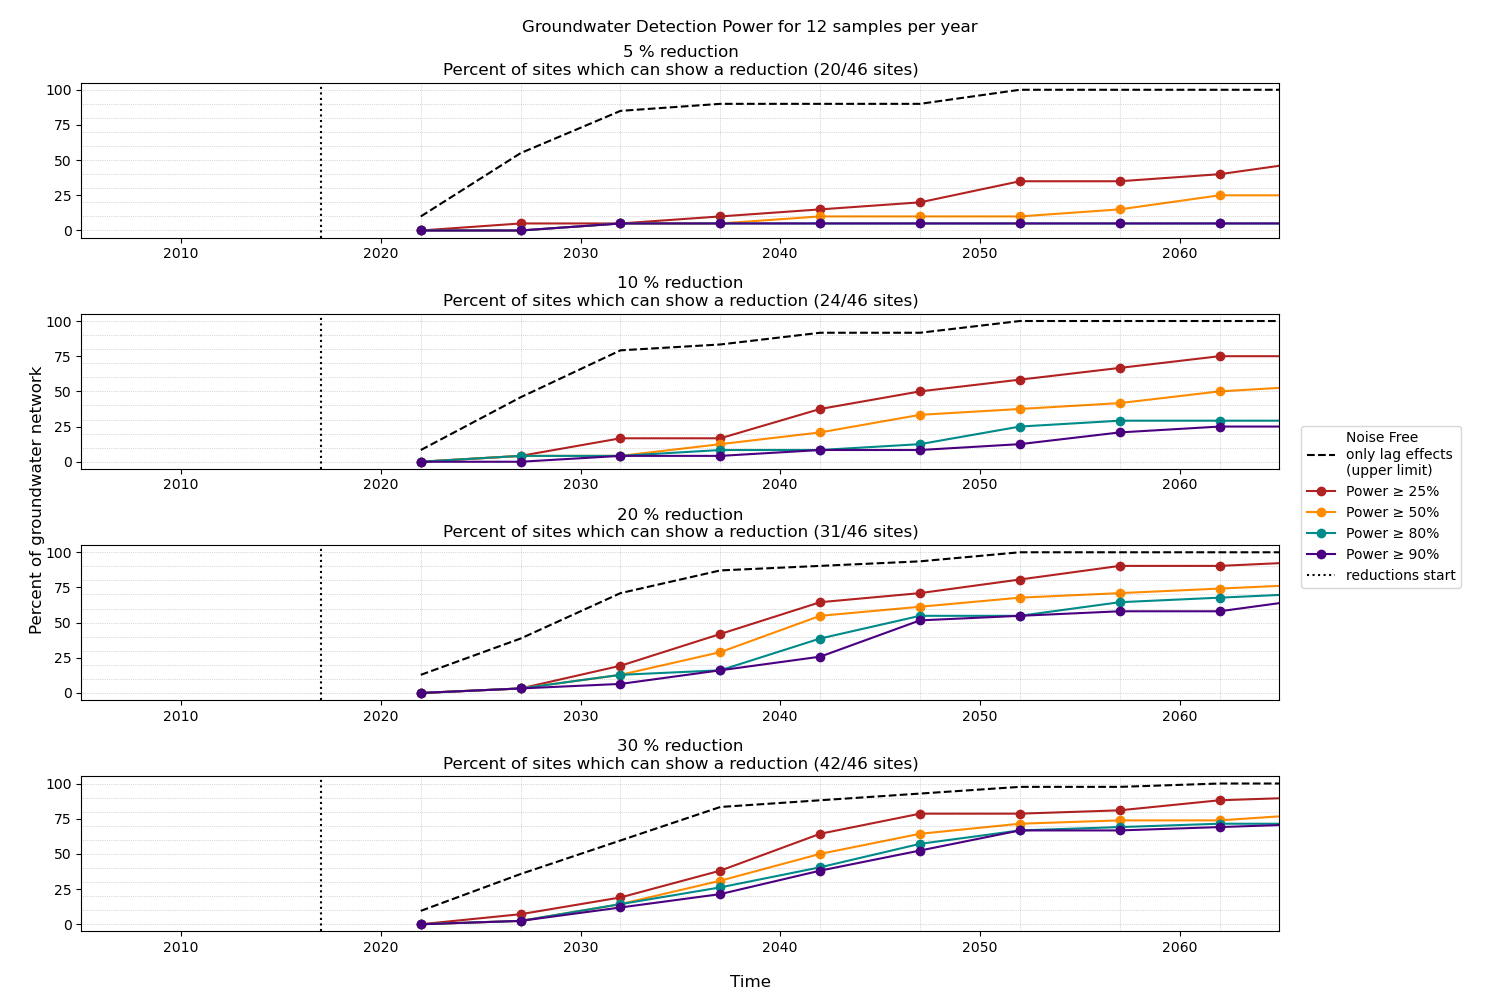 Groundwater Detection Power for 12 samples per year
5 % reduction
Percent of sites which can show a reduction (20/46 sites)
100
75
50
25
0
2010 2020 2030 2040 2050 2060
10 % reduction
Percent of sites which can show a reduction (24/46 sites)
100
75
50
25
0
2010 2020 2030 2040 2050 2060
20 % reduction
Percent of sites which can show a reduction (31/46 sites)
100
75
50
25
0
2010 2020 2030 2040 2050 2060
30 % reduction
Percent of sites which can show a reduction (42/46 sites)
100
75
50
25
0
2010 2020 2030 2040 2050 2060
Time
Percent of groundwater network
Noise Free
only lag effects
(upper limit)
Power ≥ 25%
Power ≥ 50%
Power ≥ 80%
Power ≥ 90%
reductions start